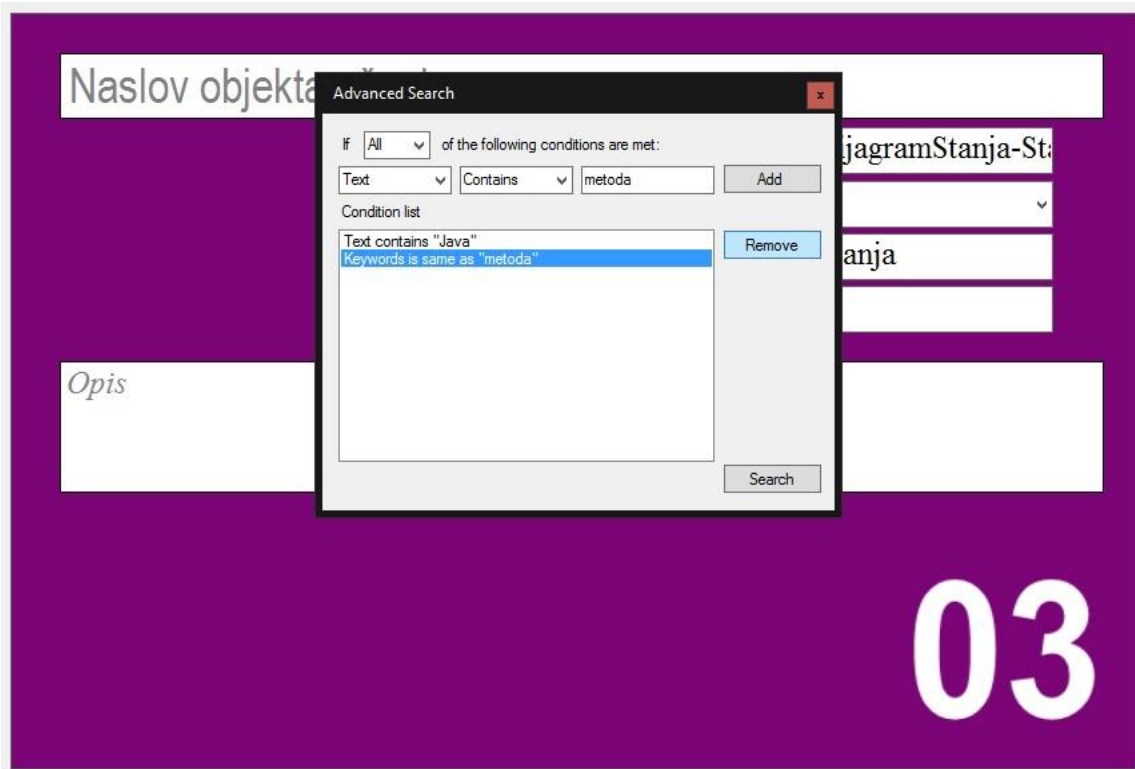 Naslov objekta
Advanced Search
x
If All of the following conditions are met:
Text Contains metoda Add
Condition list
Text contains "Java"
Keywords is same as "metoda"
Remove
Search
jagramStanja-Sta
anja
Opis
03